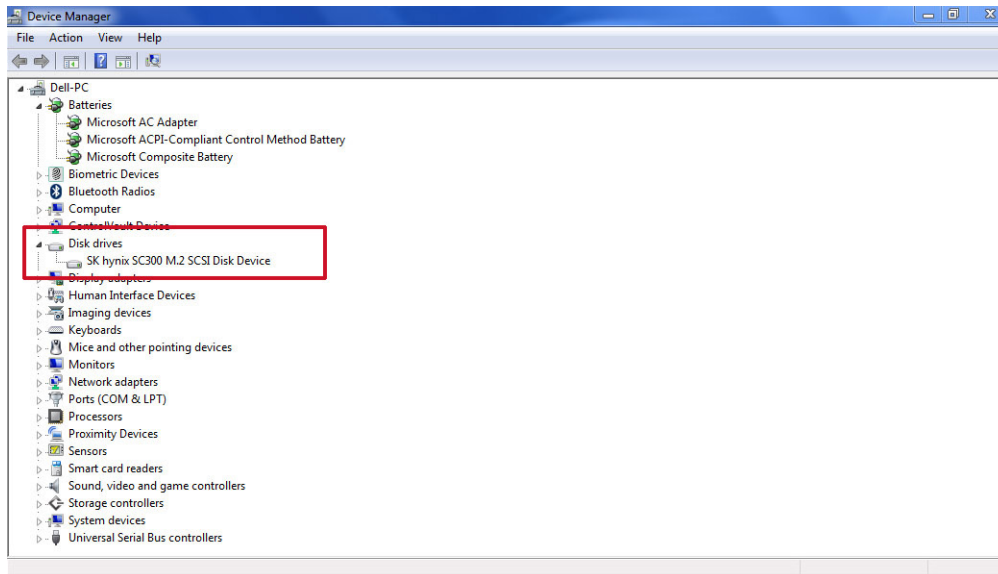 Device Manager
File Action View Help
Dell-PC
Batteries
Microsoft AC Adapter
Microsoft ACPI-Compliant Control Method Battery
Microsoft Composite Battery
Biometric Devices
Bluetooth Radios
Computer
ControlVault Device
Disk drives
SK hynix SC300 M.2 SCSI Disk Device
Display adapters
Human Interface Devices
Imaging devices
Keyboards
Mice and other pointing devices
Monitors
Network adapters
Ports (COM & LPT)
Processors
Proximity Devices
Sensors
Smart card readers
Sound, video and game controllers
Storage controllers
System devices
Universal Serial Bus controllers